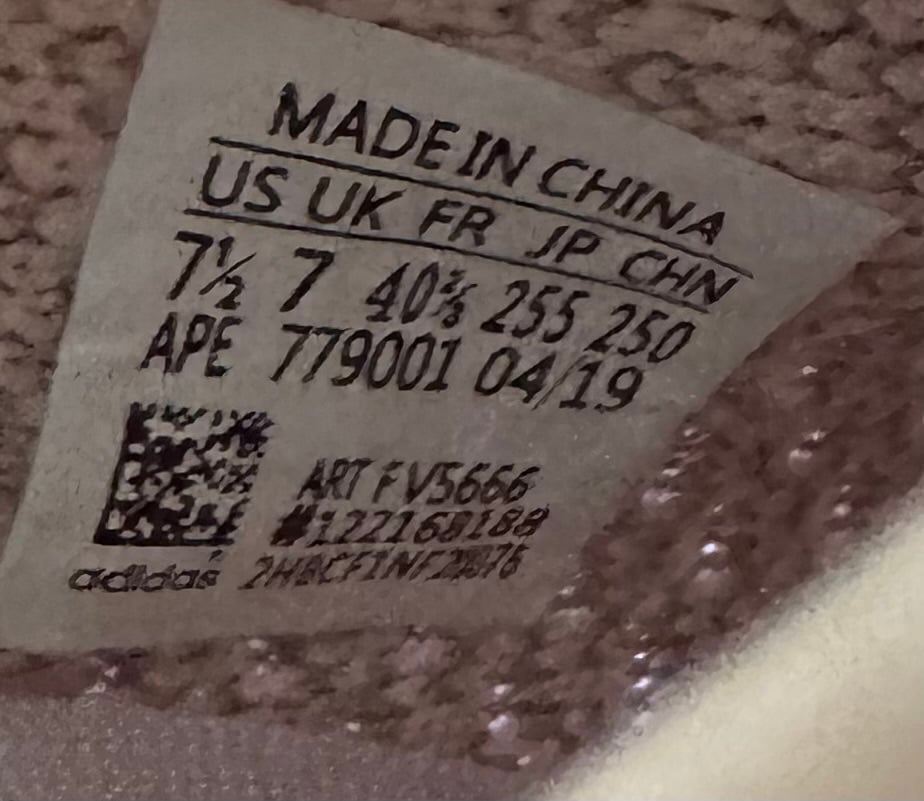 MADE IN CHINA
US UK FR JP CHN
7½ 7 40⅔ 255 250
APE 779001 04/19
ART FV5666
#122168188
adidas